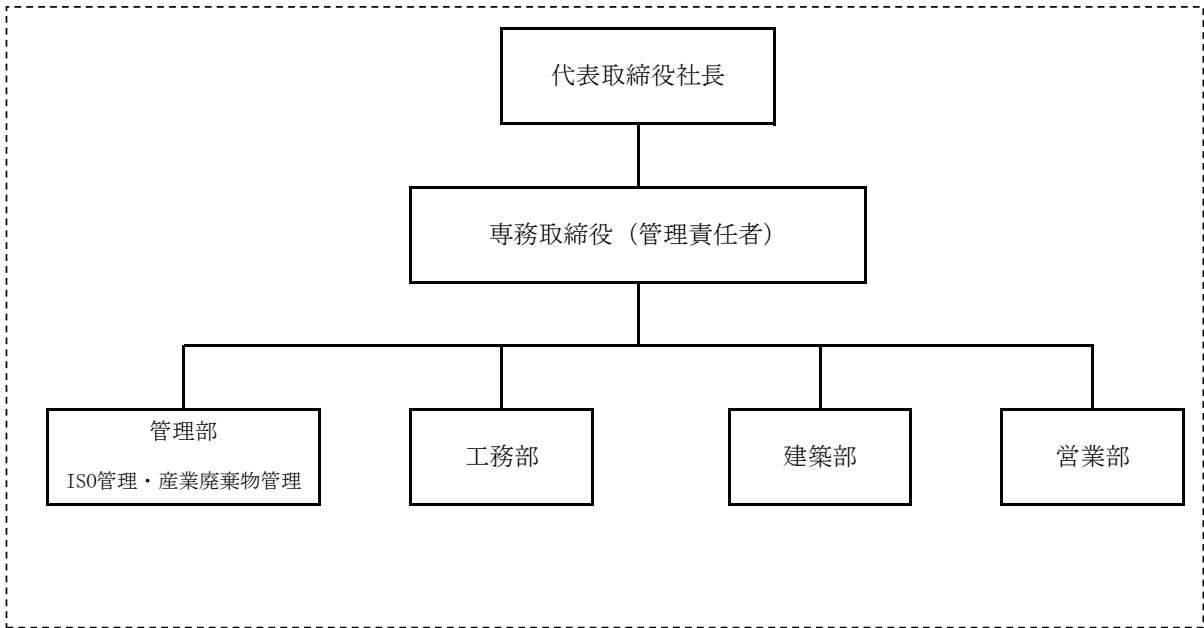 代表取締役社長
専務取締役（管理責任者）
管理部
ISO管理・産業廃棄物管理
工務部
建築部
営業部